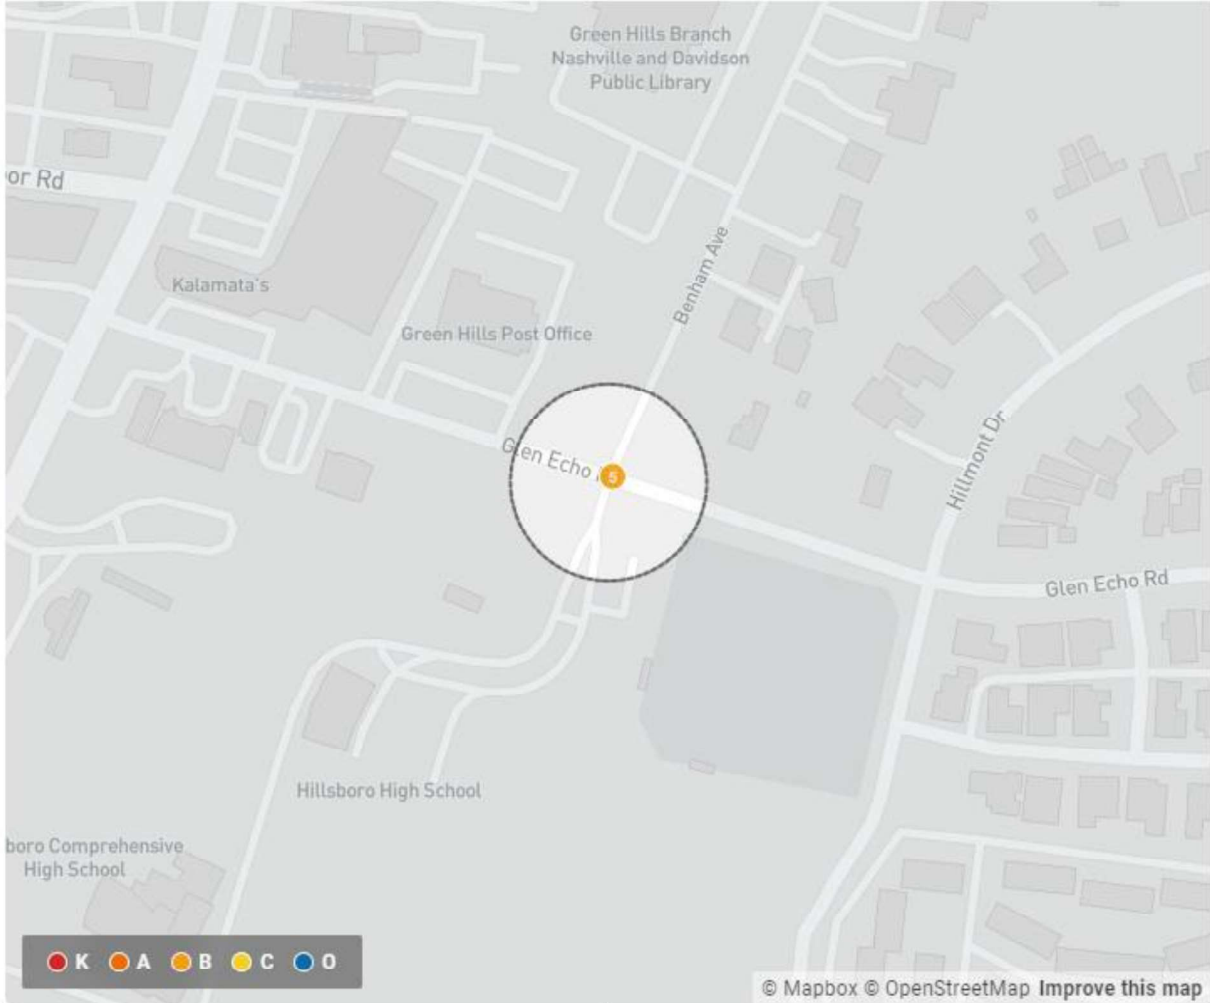 Green Hills Branch
Nashville and Davidson
Public Library
or Rd
Benham Ave
Kalamata's
Green Hills Post Office
Glen Echo
5
Hillmont Dr
Glen Echo Rd
Hillsboro High School
boro Comprehensive
High School
K A B C O
© Mapbox © OpenStreetMap Improve this map